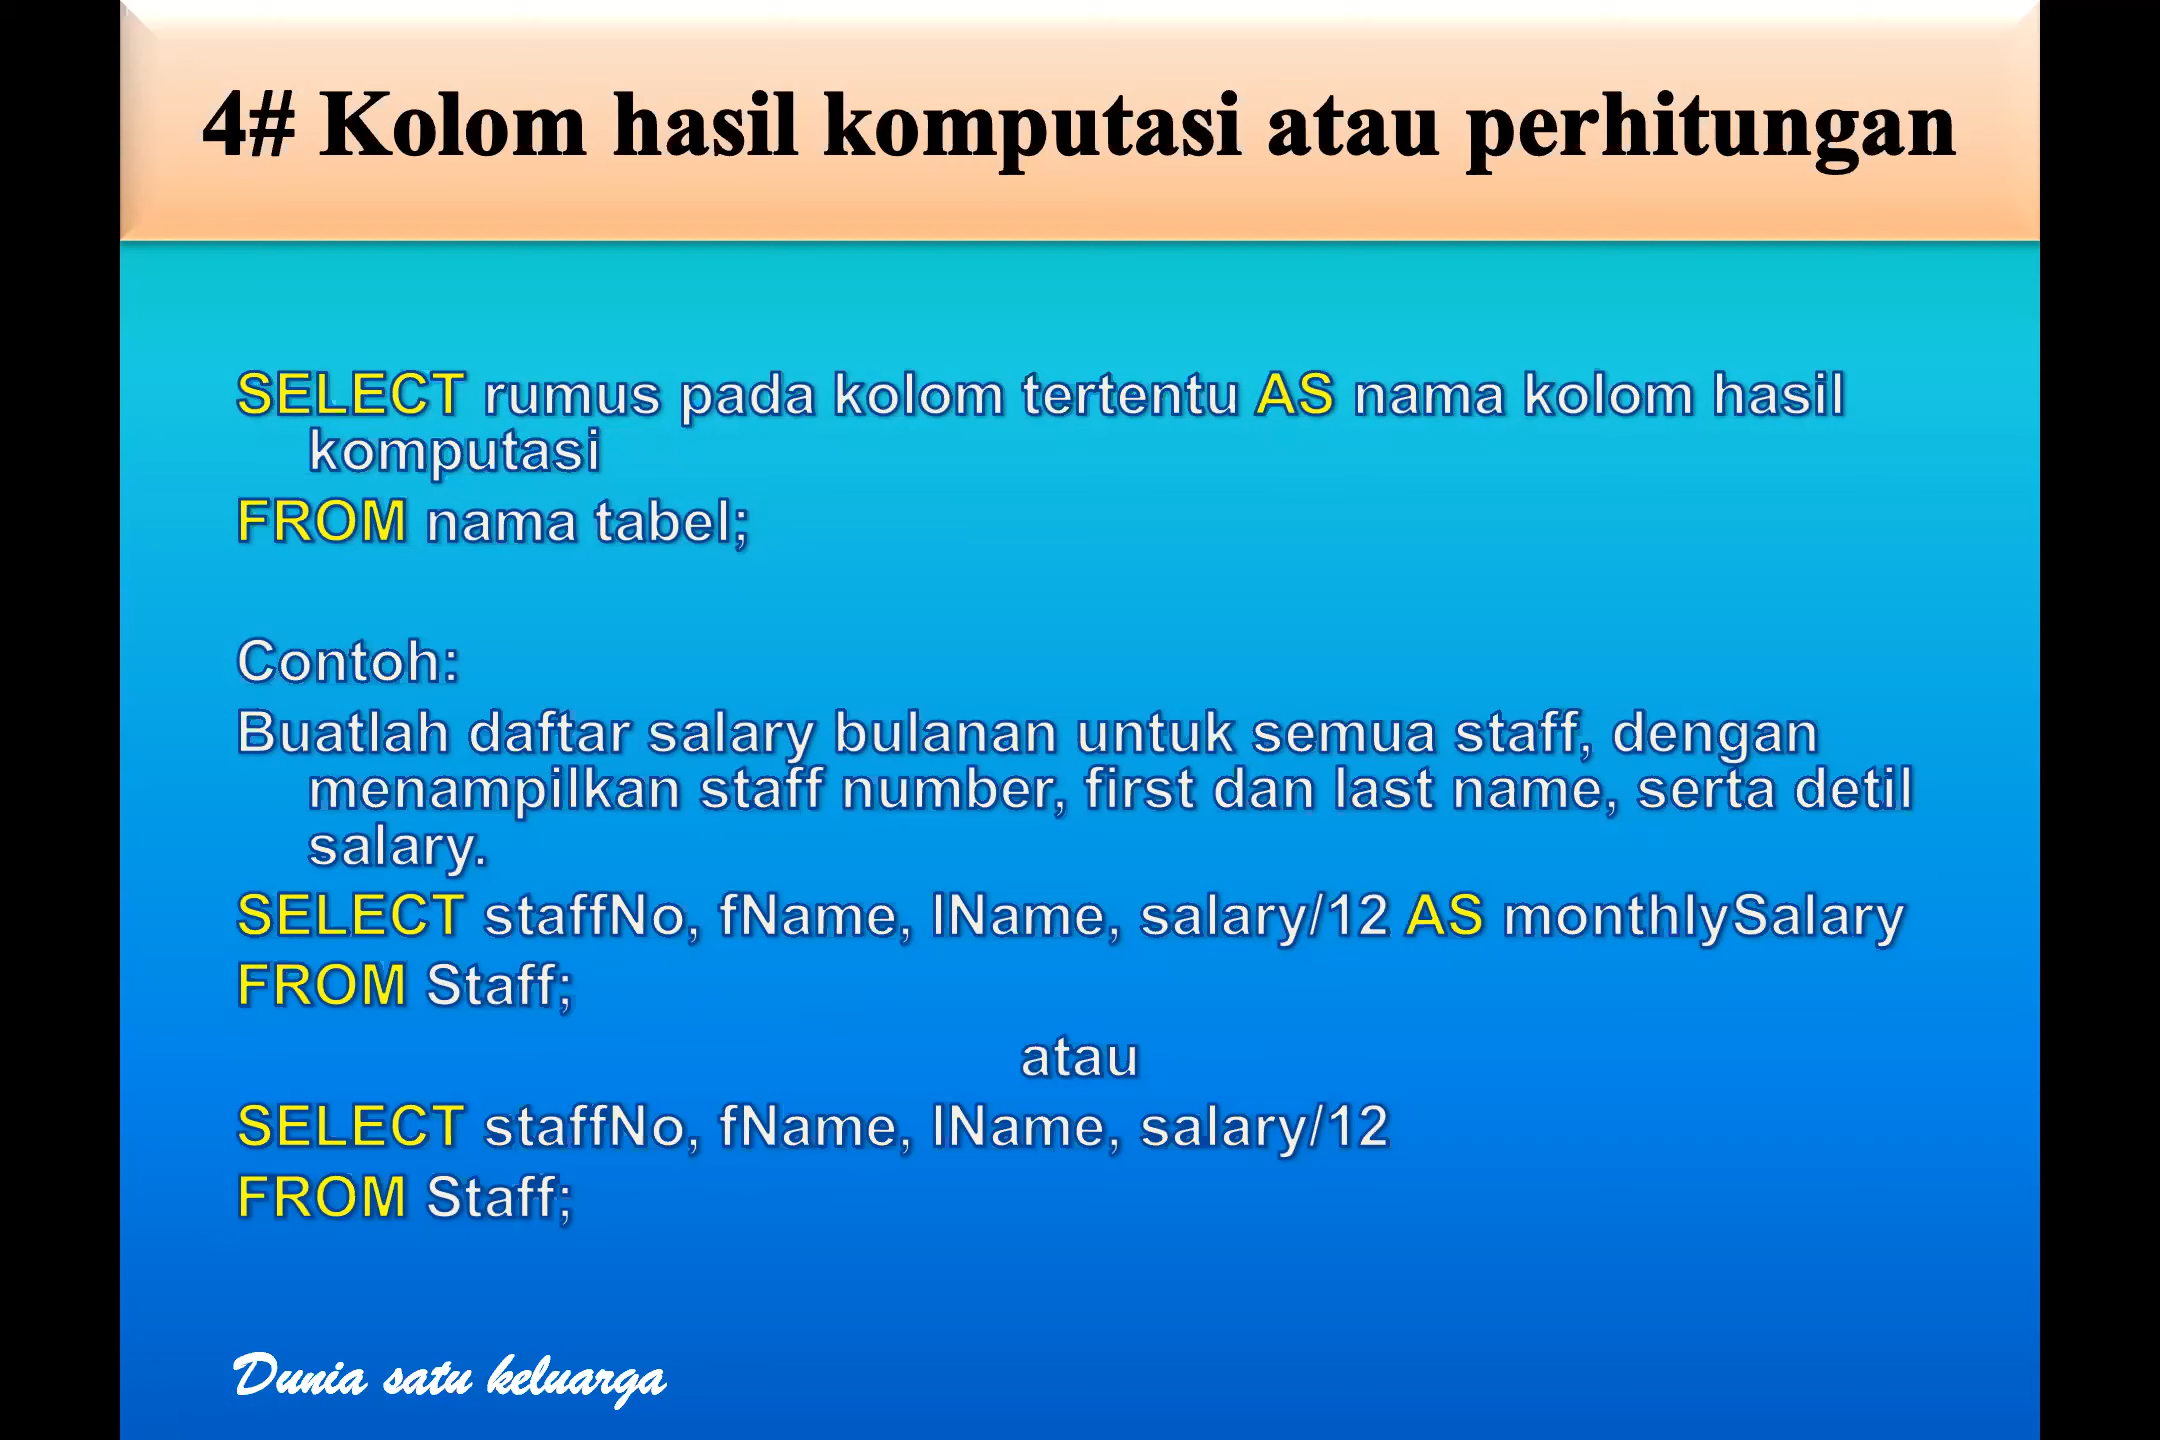 4# Kolom hasil komputasi atau perhitungan
SELECT rumus pada kolom tertentu AS nama kolom hasil
komputasi
FROM nama tabel;
Contoh:
Buatlah daftar salary bulanan untuk semua staff, dengan
menampilkan staff number, first dan last name, serta detil
salary.
SELECT staffNo, fName, lName, salary/12 AS monthlySalary
FROM Staff;
atau
SELECT staffNo, fName, lName, salary/12
FROM Staff;
Dunia satu keluarga